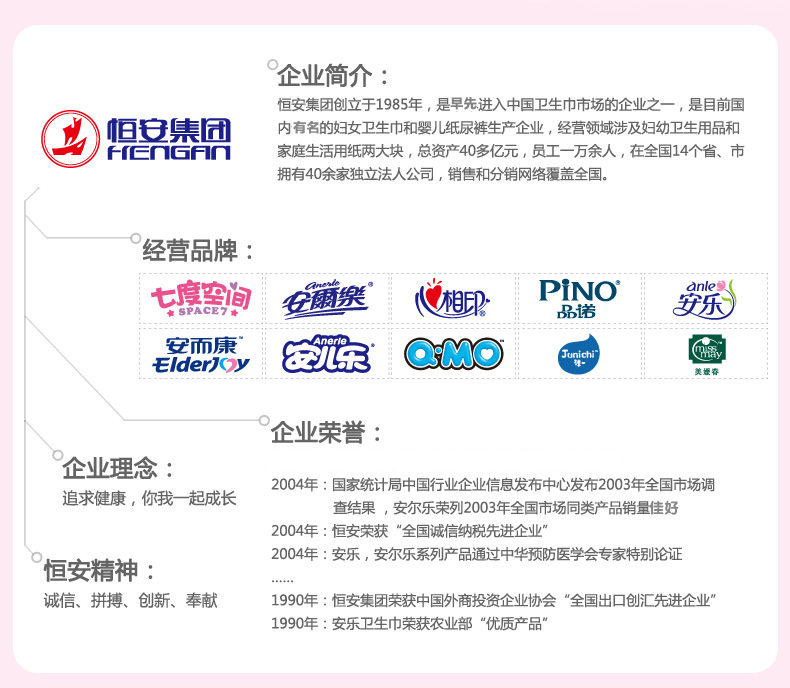 恒安集团
HENGAN
企业简介：
恒安集团创立于1985年，是早先进入中国卫生巾市场的企业之一，是目前国
内有名的妇女卫生巾和婴儿纸尿裤生产企业，经营领域涉及妇幼卫生用品和
家庭生活用纸两大块，总资产40多亿元，员工一万余人，在全国14个省、市
拥有40余家独立法人公司，销售和分销网络覆盖全国。
经营品牌：
七度空间
SPACE7
Anerle
安爾樂®
心相印®
PiNO®
品诺
anle
安乐
安而康™
ElderJoy
Anerle
安儿乐®
Q·MO™
Junichi™
miss may
美媛春
企业荣誉：
2004年：国家统计局中国行业企业信息发布中心发布2003年全国市场调
查结果 ，安尔乐荣列2003年全国市场同类产品销量佳好
2004年：恒安荣获“全国诚信纳税先进企业”
2004年：安乐，安尔乐系列产品通过中华预防医学会专家特别论证
......
1990年：恒安集团荣获中国外商投资企业协会“全国出口创汇先进企业”
1990年：安乐卫生巾荣获农业部“优质产品”
企业理念：
追求健康，你我一起成长
恒安精神：
诚信、拼搏、创新、奉献